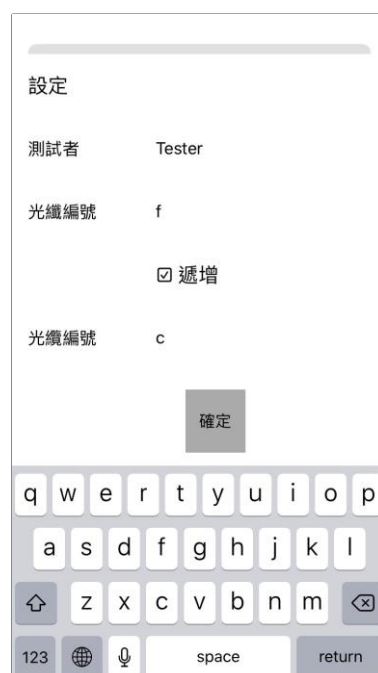 設定
測試者 Tester
光纖編號 f
☑ 遞增
光纜編號 c
確定
q w e r t y u i o p
a s d f g h j k l
z x c v b n m
123 space return